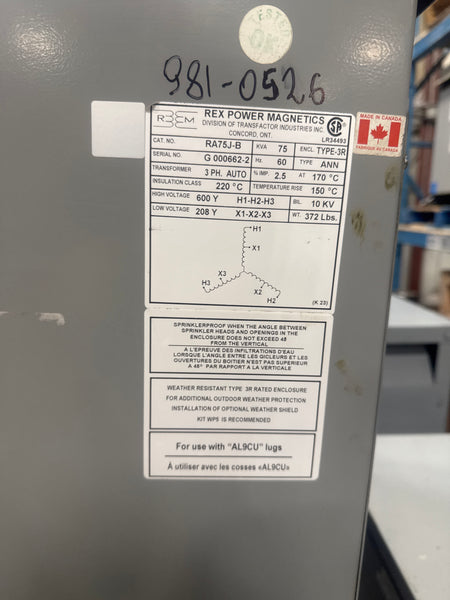 TESTED
981-0526
REX POWER MAGNETICS
DIVISION OF TRANSFACTOR INDUSTRIES INC.
CONCORD, ONT.
LR34493
MADE IN CANADA
FABRIQUE AU CANADA
CAT. NO. RA75J-B KVA 75 ENCL. TYPE-3R
SERIAL NO. G 000662-2 Hz. 60 TYPE ANN
TRANSFORMER 3 PH. AUTO % IMP. 2.5 AT 170 °C
INSULATION CLASS 220 °C TEMPERATURE RISE 150 °C
HIGH VOLTAGE 600 Y H1-H2-H3 BIL. 10 KV
LOW VOLTAGE 208 Y X1-X2-X3 WT. 372 Lbs.
H1
X1
X3
H3
X2
H2
(K 23)
SPRINKLERPROOF WHEN THE ANGLE BETWEEN
SPRINKLER HEADS AND OPENINGS IN THE
ENCLOSURE DOES NOT EXCEED 45
FROM THE VERTICAL
À L'ÉPREUVE DES INFILTRATIONS D'EAU
LORSQUE L'ANGLE ENTRE LES GICLEURS ET LES
OUVERTURES DU BOITIER N'EST PAS SUPERIEUR
A 45° PAR RAPPORT A LA VERTICALE
WEATHER RESISTANT TYPE 3R RATED ENCLOSURE
FOR ADDITIONAL OUTDOOR WEATHER PROTECTION
INSTALLATION OF OPTIONAL WEATHER SHIELD
KIT WP5 IS RECOMMENDED
For use with "AL9CU" lugs
À utiliser avec les cosses «AL9CU»